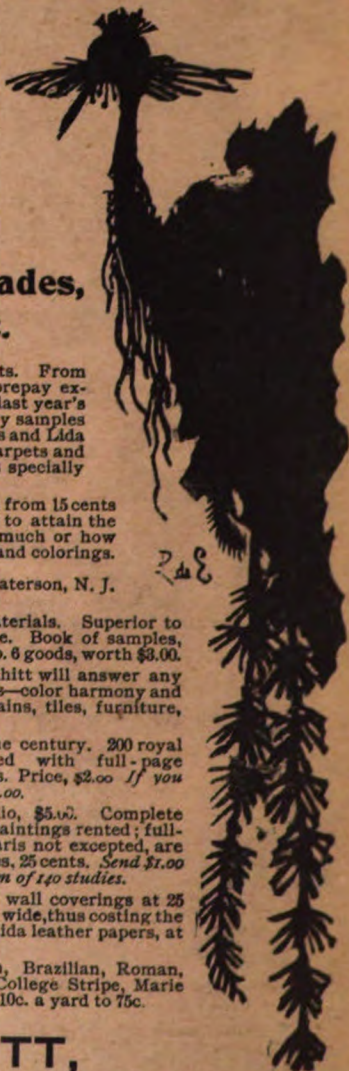 ades,
ts. From
prepay ex-
last year's
y samples
s and Lida
arpets and
specially
from 15 cents
to attain the
much or how
and colorings.
aterson, N. J.
terials. Superior to
e. Book of samples,
o. 6 goods, worth $3.00.
hitt will answer any
s—color harmony and
ains, tiles, furniture,
e century. 200 royal
ed with full-page
s. Price, $2.00 If you
.00.
io, $5.00. Complete
aintings rented; full-
aris not excepted, are
es, 25 cents. Send $1.00
n of 140 studies.
wall coverings at 25
wide, thus costing the
ida leather papers, at
, Brazilian, Roman,
College Stripe, Marie
10c. a yard to 75c.
TT,